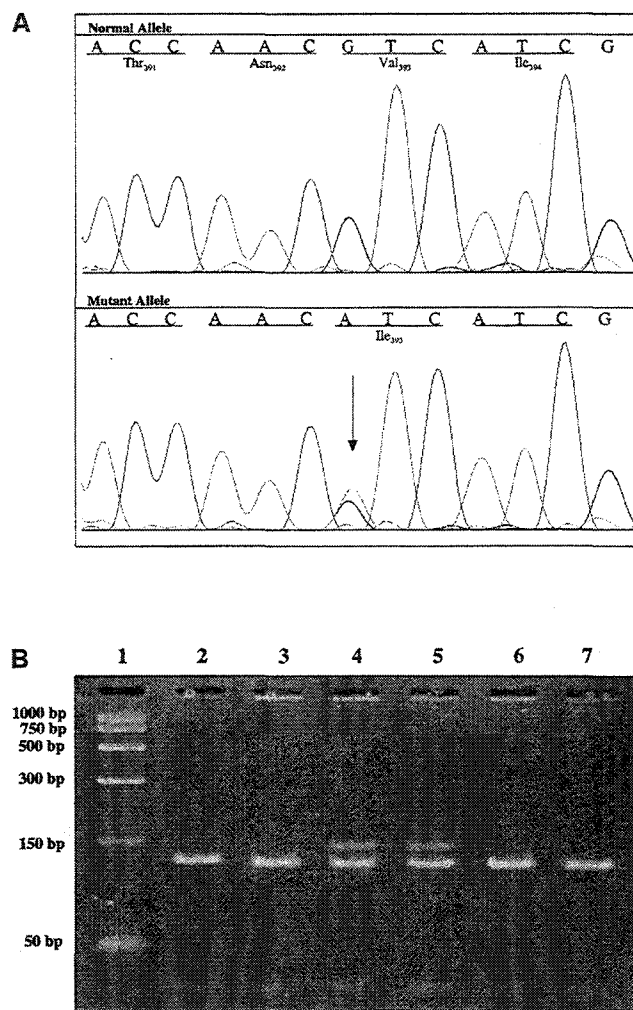 A
Normal Allele
A C C A A C G T C A T C G
Thr391 Asn392 Val393 Ile394
Mutant Allele
A C C A A C A T C A T C G
Ile393
B 1 2 3 4 5 6 7
1000 bp
750 bp
500 bp
300 bp
150 bp
50 bp